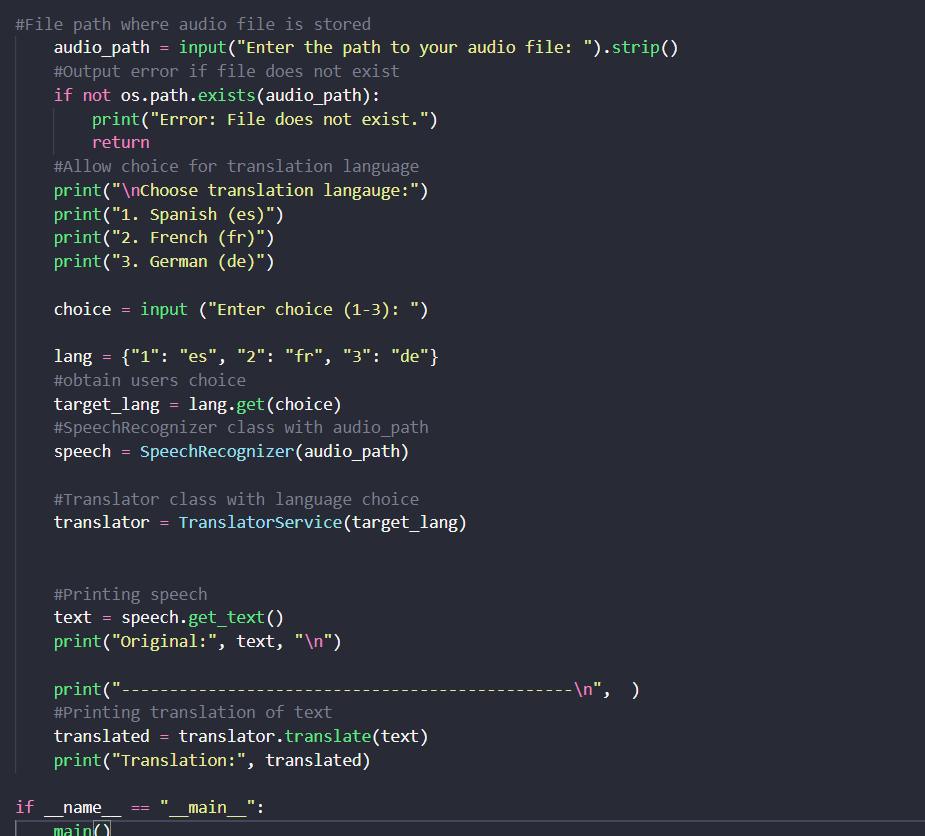 #File path where audio file is stored
    audio_path = input("Enter the path to your audio file: ").strip()
    #Output error if file does not exist
    if not os.path.exists(audio_path):
        print("Error: File does not exist.")
        return
    #Allow choice for translation language
    print("\nChoose translation langauge:")
    print("1. Spanish (es)")
    print("2. French (fr)")
    print("3. German (de)")
    choice = input ("Enter choice (1-3): ")
    lang = {"1": "es", "2": "fr", "3": "de"}
    #obtain users choice
    target_lang = lang.get(choice)
    #SpeechRecognizer class with audio_path
    speech = SpeechRecognizer(audio_path)
    #Translator class with language choice
    translator = TranslatorService(target_lang)
    #Printing speech
    text = speech.get_text()
    print("Original:", text, "\n")
    print("-----------------------------------------------\n",  )
    #Printing translation of text
    translated = translator.translate(text)
    print("Translation:", translated)
if __name__ == "__main__":
    main()